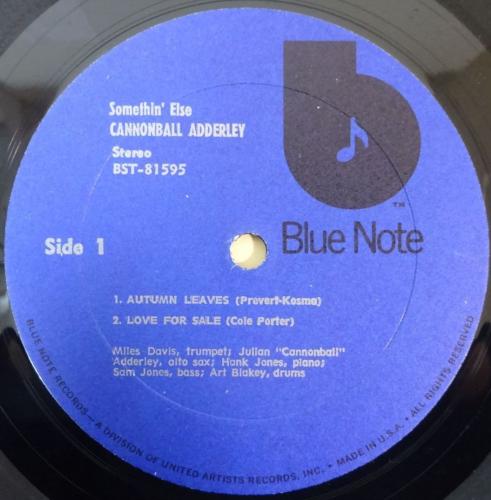 Somethin' Else
CANNONBALL ADDERLEY
Stereo
BST-81595
TM
Blue Note
Side 1
1. AUTUMN LEAVES (Prevert-Kosma)
2. LOVE FOR SALE (Cole Porter)
Miles Davis, trumpet; Julian "Cannonball"
Adderley, alto sax; Hank Jones, piano;
Sam Jones, bass; Art Blakey, drums
BLUE NOTE RECORDS — A DIVISION OF UNITED ARTISTS RECORDS, INC. • MADE IN U.S.A. • ALL RIGHTS RESERVED